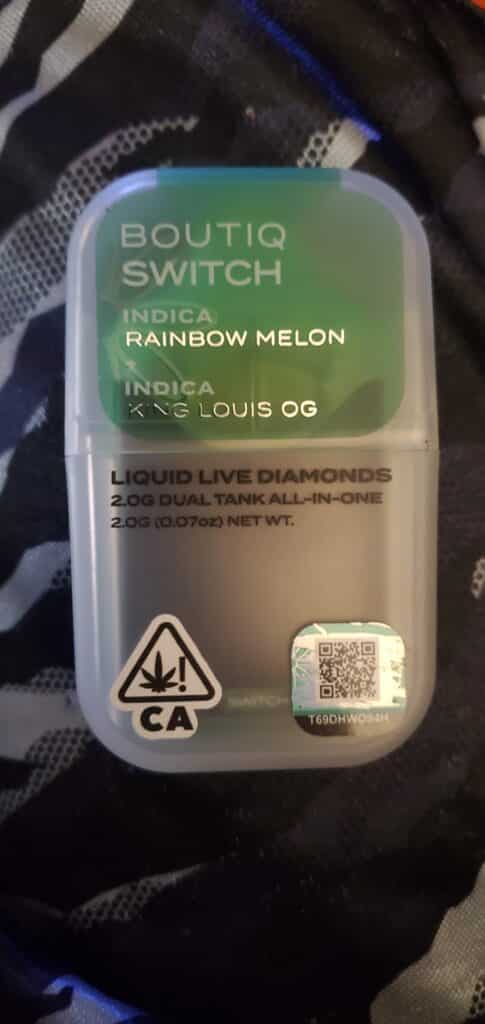 BOUTIQ
SWITCH
INDICA
RAINBOW MELON
+
INDICA
KING LOUIS OG
LIQUID LIVE DIAMONDS
2.0G DUAL TANK ALL-IN-ONE
2.0G (0.07oz) NET WT.
!
CA
SWITCH